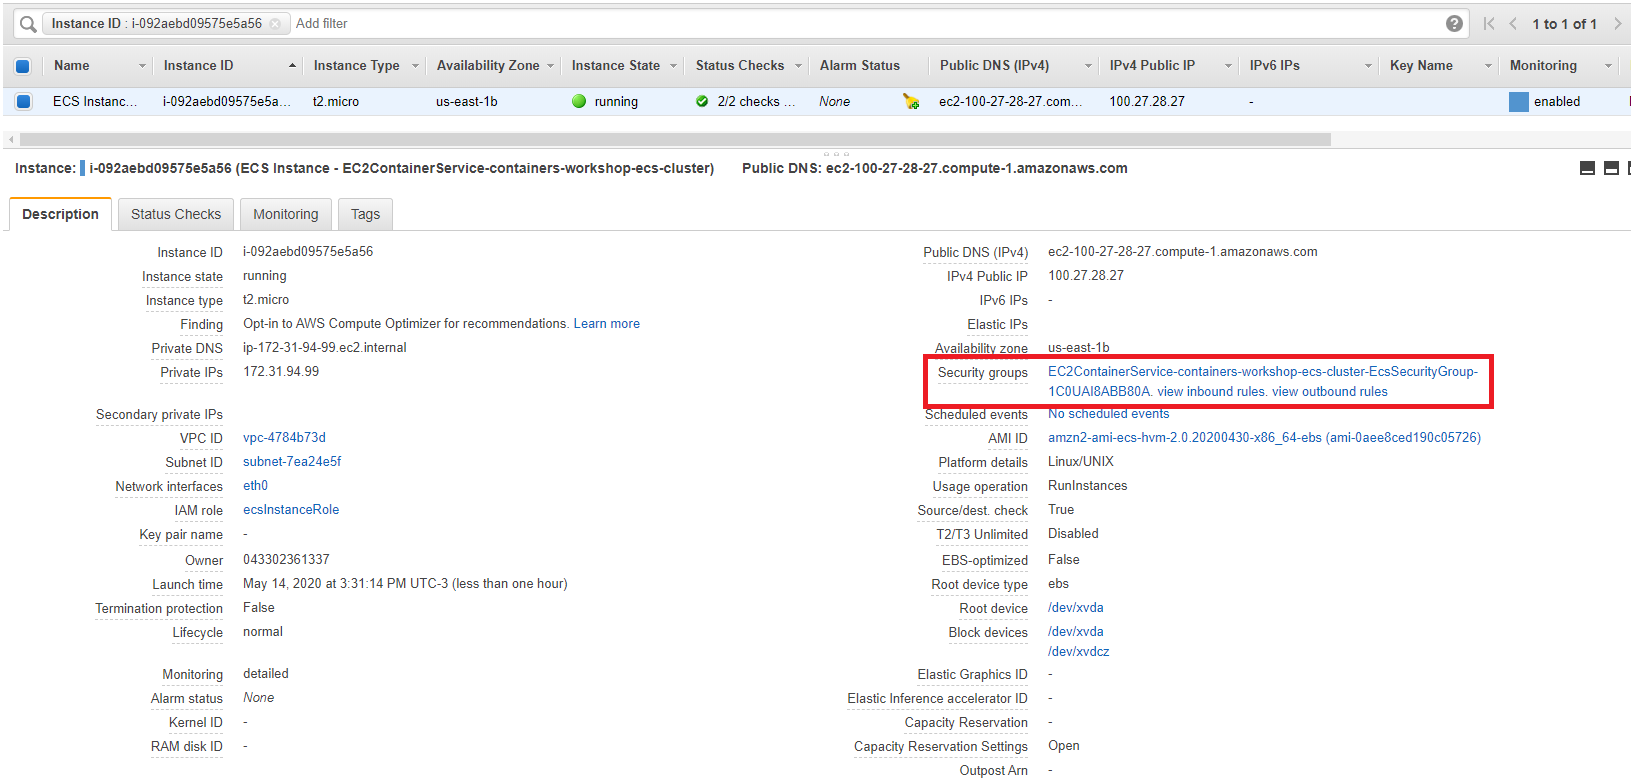 Instance ID : i-092aebd09575e5a56 Add filter 1 to 1 of 1
Name Instance ID Instance Type Availability Zone Instance State Status Checks Alarm Status Public DNS (IPv4) IPv4 Public IP IPv6 IPs Key Name Monitoring
ECS Instanc... i-092aebd09575e5a... t2.micro us-east-1b running 2/2 checks ... None ec2-100-27-28-27.com... 100.27.28.27 - enabled
Instance: i-092aebd09575e5a56 (ECS Instance - EC2ContainerService-containers-workshop-ecs-cluster) Public DNS: ec2-100-27-28-27.compute-1.amazonaws.com
Description Status Checks Monitoring Tags
Instance ID i-092aebd09575e5a56
Instance state running
Instance type t2.micro
Finding Opt-in to AWS Compute Optimizer for recommendations. Learn more
Private DNS ip-172-31-94-99.ec2.internal
Private IPs 172.31.94.99
Secondary private IPs
VPC ID vpc-4784b73d
Subnet ID subnet-7ea24e5f
Network interfaces eth0
IAM role ecsInstanceRole
Key pair name -
Owner 043302361337
Launch time May 14, 2020 at 3:31:14 PM UTC-3 (less than one hour)
Termination protection False
Lifecycle normal
Monitoring detailed
Alarm status None
Kernel ID -
RAM disk ID -
Public DNS (IPv4) ec2-100-27-28-27.compute-1.amazonaws.com
IPv4 Public IP 100.27.28.27
IPv6 IPs -
Elastic IPs
Availability zone us-east-1b
Security groups EC2ContainerService-containers-workshop-ecs-cluster-EcsSecurityGroup-
1C0UAI8ABB80A. view inbound rules. view outbound rules
Scheduled events No scheduled events
AMI ID amzn2-ami-ecs-hvm-2.0.20200430-x86_64-ebs (ami-0aee8ced190c05726)
Platform details Linux/UNIX
Usage operation RunInstances
Source/dest. check True
T2/T3 Unlimited Disabled
EBS-optimized False
Root device type ebs
Root device /dev/xvda
Block devices /dev/xvda
/dev/xvdcz
Elastic Graphics ID -
Elastic Inference accelerator ID -
Capacity Reservation -
Capacity Reservation Settings Open
Outpost Arn -